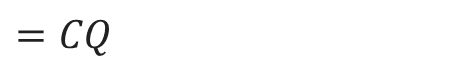 = CQ